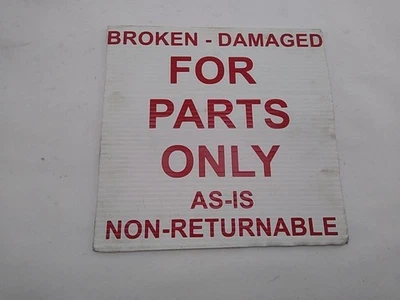 BROKEN - DAMAGED
FOR
PARTS
ONLY
AS-IS
NON-RETURNABLE